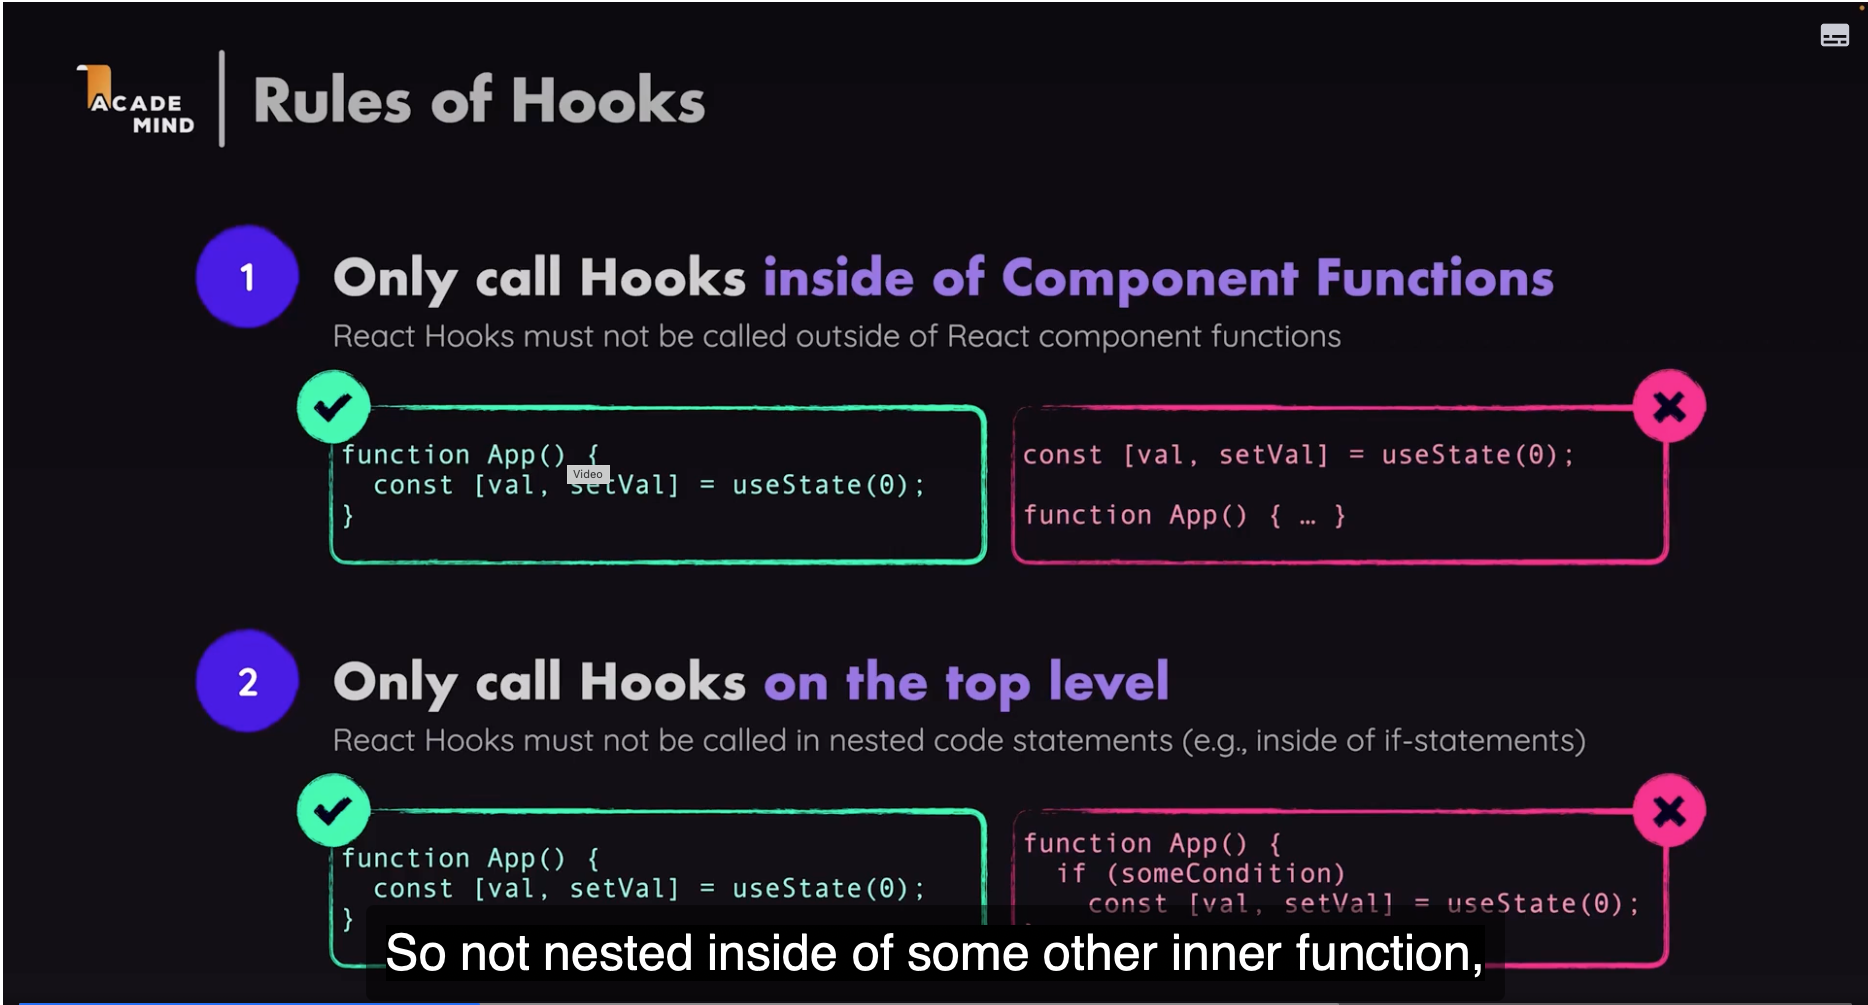 ACADE
MIND
Rules of Hooks
1
Only call Hooks inside of Component Functions
React Hooks must not be called outside of React component functions
function App() {
const [val, setVal] = useState(0);
}
Video
const [val, setVal] = useState(0);
function App() { … }
2
Only call Hooks on the top level
React Hooks must not be called in nested code statements (e.g., inside of if-statements)
function App() {
const [val, setVal] = useState(0);
}
function App() {
if (someCondition)
const [val, setVal] = useState(0);
So not nested inside of some other inner function,